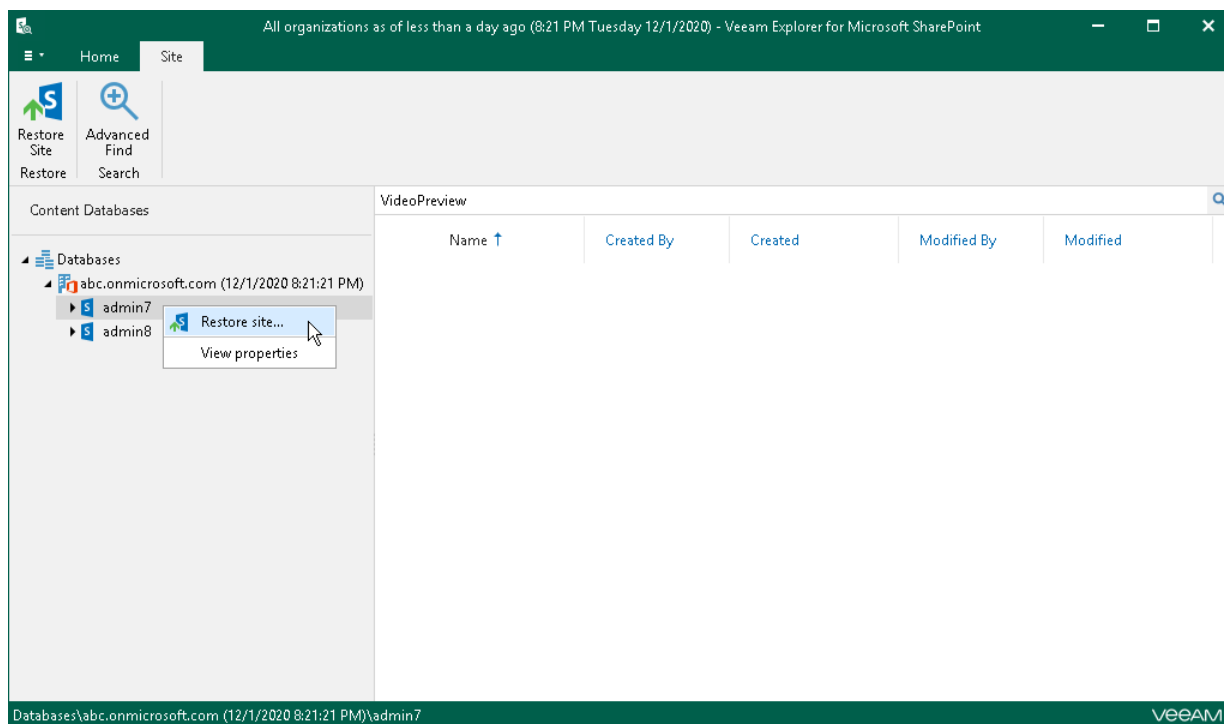 All organizations as of less than a day ago (8:21 PM Tuesday 12/1/2020) - Veeam Explorer for Microsoft SharePoint
Home Site
Restore Site
Advanced Find
Restore Search
Content Databases
VideoPreview
Name Created By Created Modified By Modified
Databases
abc.onmicrosoft.com (12/1/2020 8:21:21 PM)
admin7
Restore site...
admin8
View properties
Databases\abc.onmicrosoft.com (12/1/2020 8:21:21 PM)\admin7 VeeAM